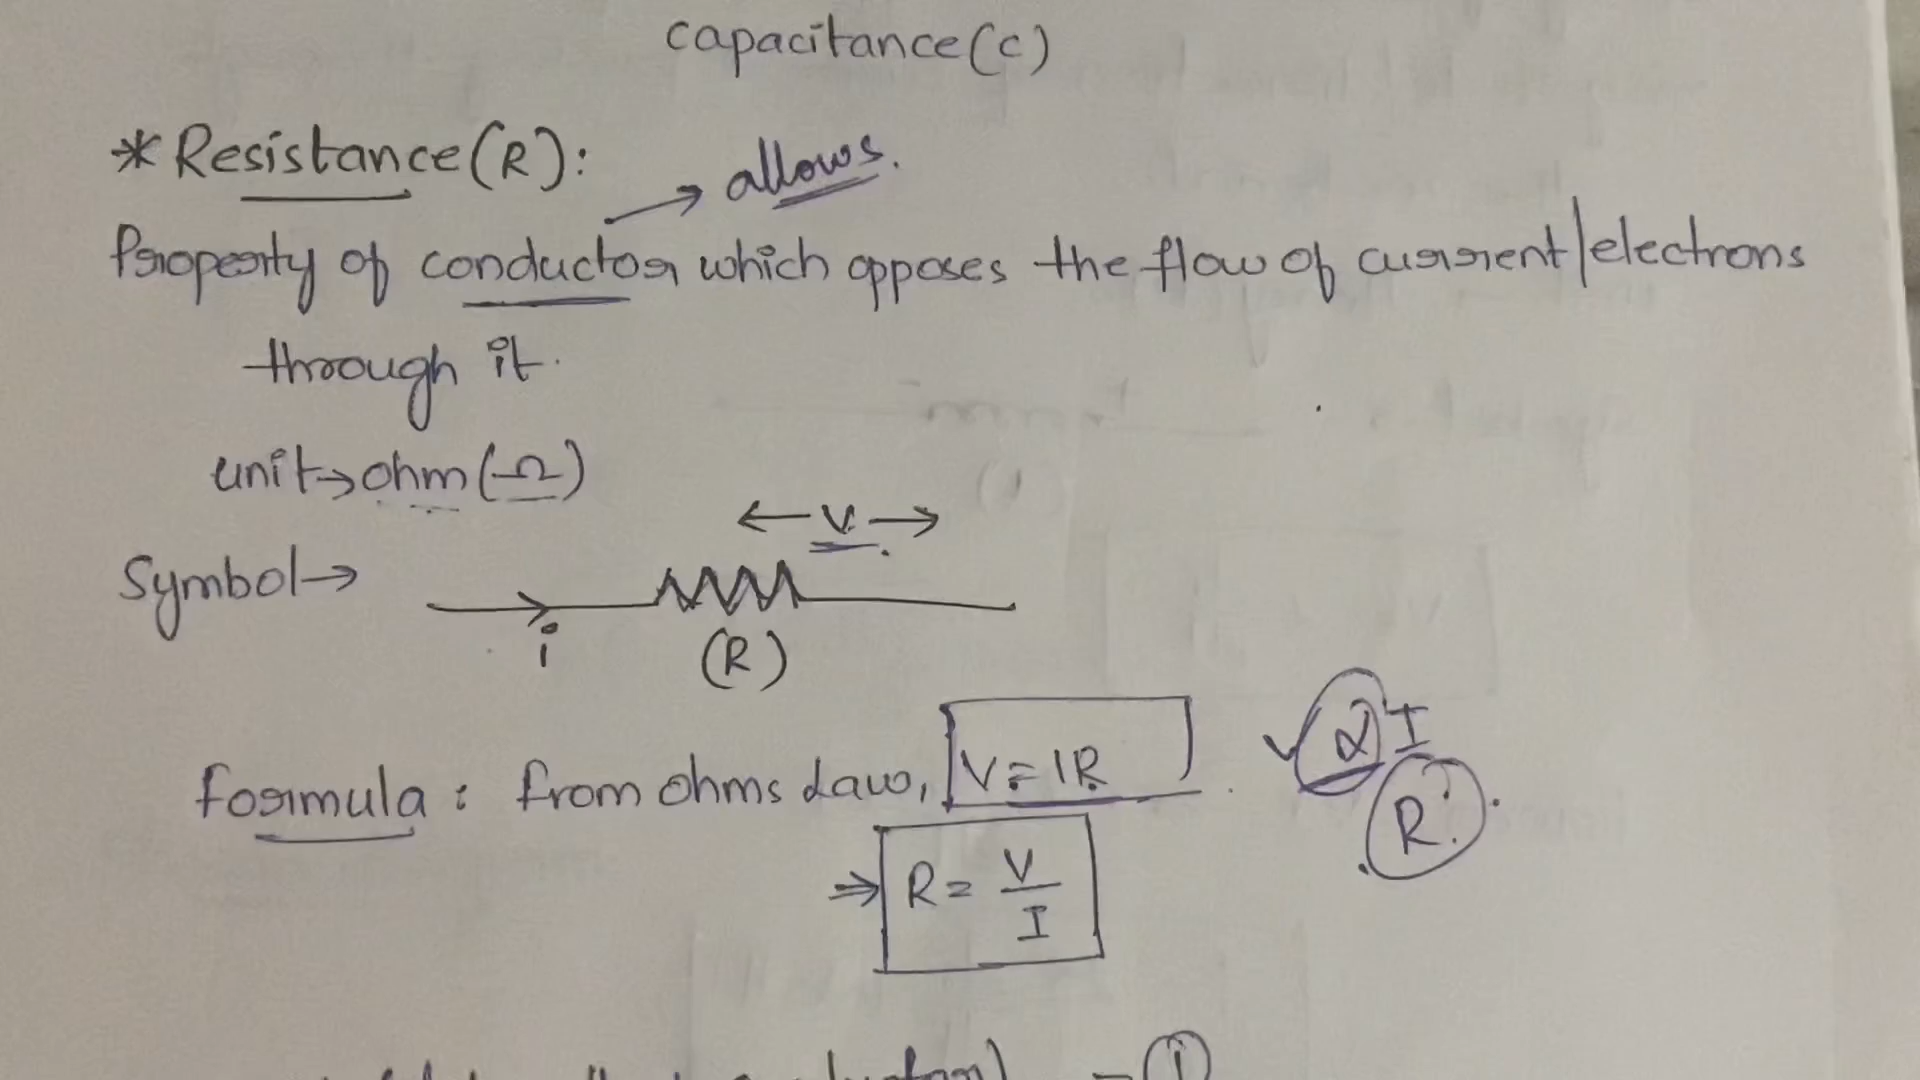 capacitance(C)
* Resistance(R):
→ allows.
Property of conductor which opposes the flow of current/electrons
through it.
unit→ohm(Ω)
← V →
Symbol→
i
(R)
formula: from ohms Law, V=IR
V α I
R
⇒ R = V/I
①